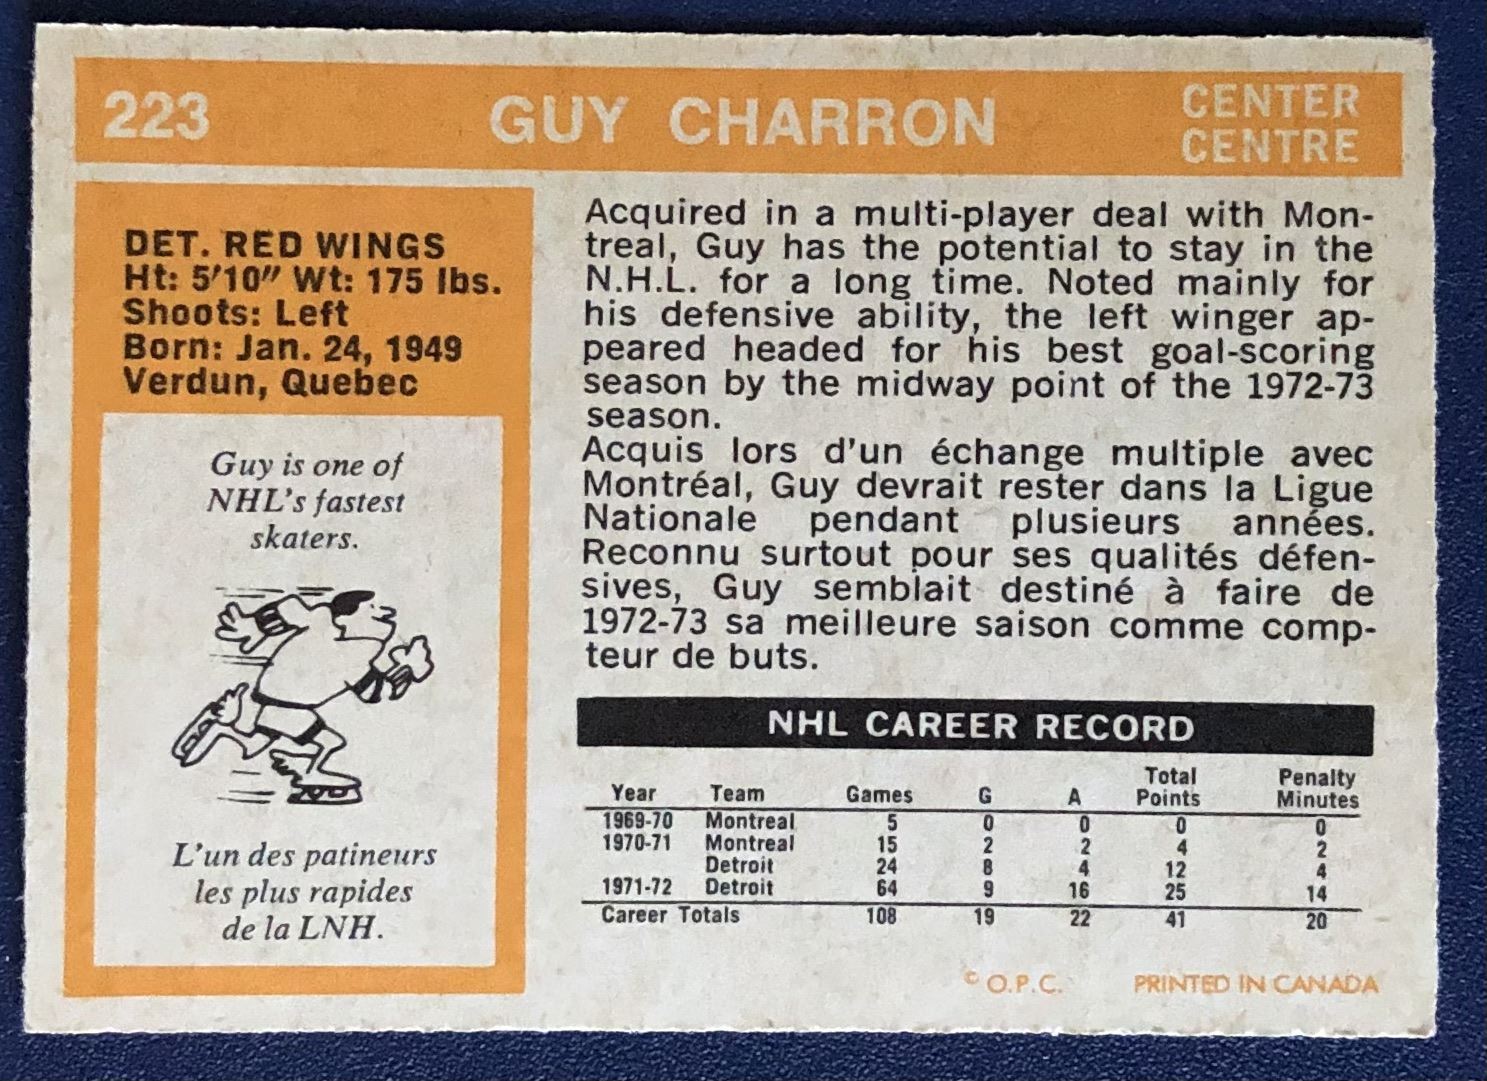 223 GUY CHARRON CENTER
CENTRE
DET. RED WINGS
Ht: 5'10" Wt: 175 lbs.
Shoots: Left
Born: Jan. 24, 1949
Verdun, Quebec
Guy is one of
NHL's fastest
skaters.
L'un des patineurs
les plus rapides
de la LNH.
Acquired in a multi-player deal with Mon-
treal, Guy has the potential to stay in the
N.H.L. for a long time. Noted mainly for
his defensive ability, the left winger ap-
peared headed for his best goal-scoring
season by the midway point of the 1972-73
season.
Acquis lors d'un échange multiple avec
Montréal, Guy devrait rester dans la Ligue
Nationale pendant plusieurs années.
Reconnu surtout pour ses qualités défen-
sives, Guy semblait destiné à faire de
1972-73 sa meilleure saison comme comp-
teur de buts.
NHL CAREER RECORD
Year Team Games G A Total Points Penalty Minutes
1969-70 Montreal 5 0 0 0 0
1970-71 Montreal 15 2 2 4 2
Detroit 24 8 4 12 4
1971-72 Detroit 64 9 16 25 14
Career Totals 108 19 22 41 20
© O.P.C. PRINTED IN CANADA